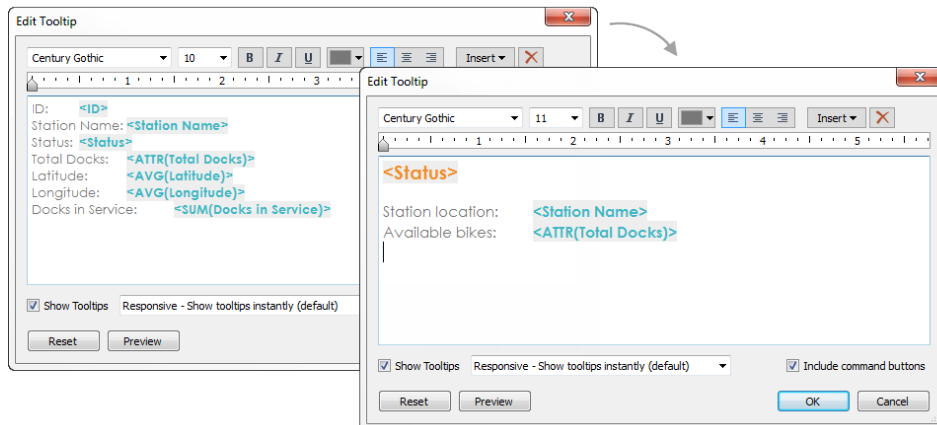 Edit Tooltip
Century Gothic 10 B I U Insert
1 2 3
ID: <ID>
Station Name: <Station Name>
Status: <Status>
Total Docks: <ATTR(Total Docks)>
Latitude: <AVG(Latitude)>
Longitude: <AVG(Longitude)>
Docks in Service: <SUM(Docks in Service)>
Show Tooltips Responsive - Show tooltips instantly (default)
Reset Preview
Edit Tooltip
Century Gothic 11 B I U Insert
1 2 3 4 5
<Status>
Station location: <Station Name>
Available bikes: <ATTR(Total Docks)>
Show Tooltips Responsive - Show tooltips instantly (default) Include command buttons
Reset Preview OK Cancel